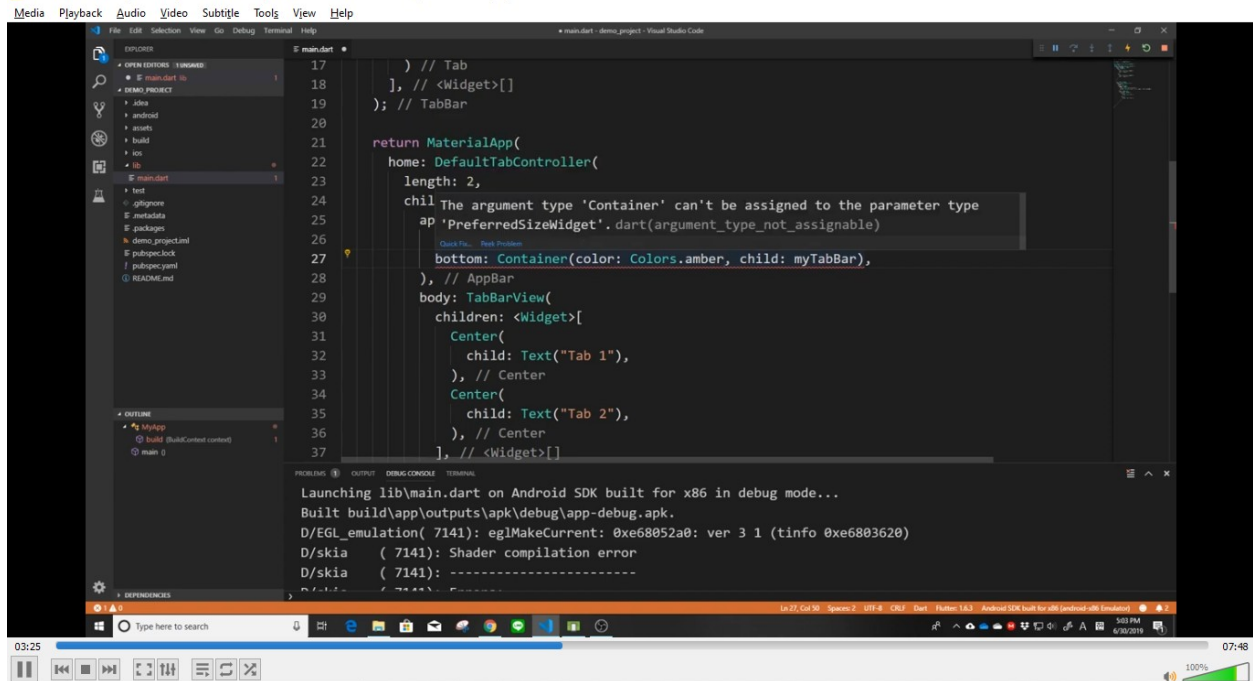 Media Playback Audio Video Subtitle Tools View Help
File Edit Selection View Go Debug Terminal Help
• main.dart - demo_project - Visual Studio Code
EXPLORER
OPEN EDITORS 1 UNSAVED
main.dart lib 1
DEMO_PROJECT
.idea
android
assets
build
ios
lib
main.dart 1
test
.gitignore
.metadata
.packages
demo_project.iml
pubspec.lock
pubspec.yaml
README.md
OUTLINE
MyApp
build (BuildContext context) 1
main ()
DEPENDENCIES
main.dart
17 ) // Tab
18 ], // <Widget>[]
19 ); // TabBar
20
21 return MaterialApp(
22 home: DefaultTabController(
23 length: 2,
24 chil
The argument type 'Container' can't be assigned to the parameter type
25 ap
'PreferredSizeWidget'. dart(argument_type_not_assignable)
26
Quick Fix... Peek Problem
27 bottom: Container(color: Colors.amber, child: myTabBar),
28 ), // AppBar
29 body: TabBarView(
30 children: <Widget>[
31 Center(
32 child: Text("Tab 1"),
33 ), // Center
34 Center(
35 child: Text("Tab 2"),
36 ), // Center
37 ], // <Widget>[]
PROBLEMS 1 OUTPUT DEBUG CONSOLE TERMINAL
Launching lib\main.dart on Android SDK built for x86 in debug mode...
Built build\app\outputs\apk\debug\app-debug.apk.
D/EGL_emulation( 7141): eglMakeCurrent: 0xe68052a0: ver 3 1 (tinfo 0xe6803620)
D/skia ( 7141): Shader compilation error
D/skia ( 7141): ------------------------
1 0
Ln 27, Col 50 Spaces: 2 UTF-8 CRLF Dart Flutter: 1.6.3 Android SDK built for x86 (android-x86 Emulator) 2
Type here to search
5:03 PM
6/30/2019
03:25
07:48
100%